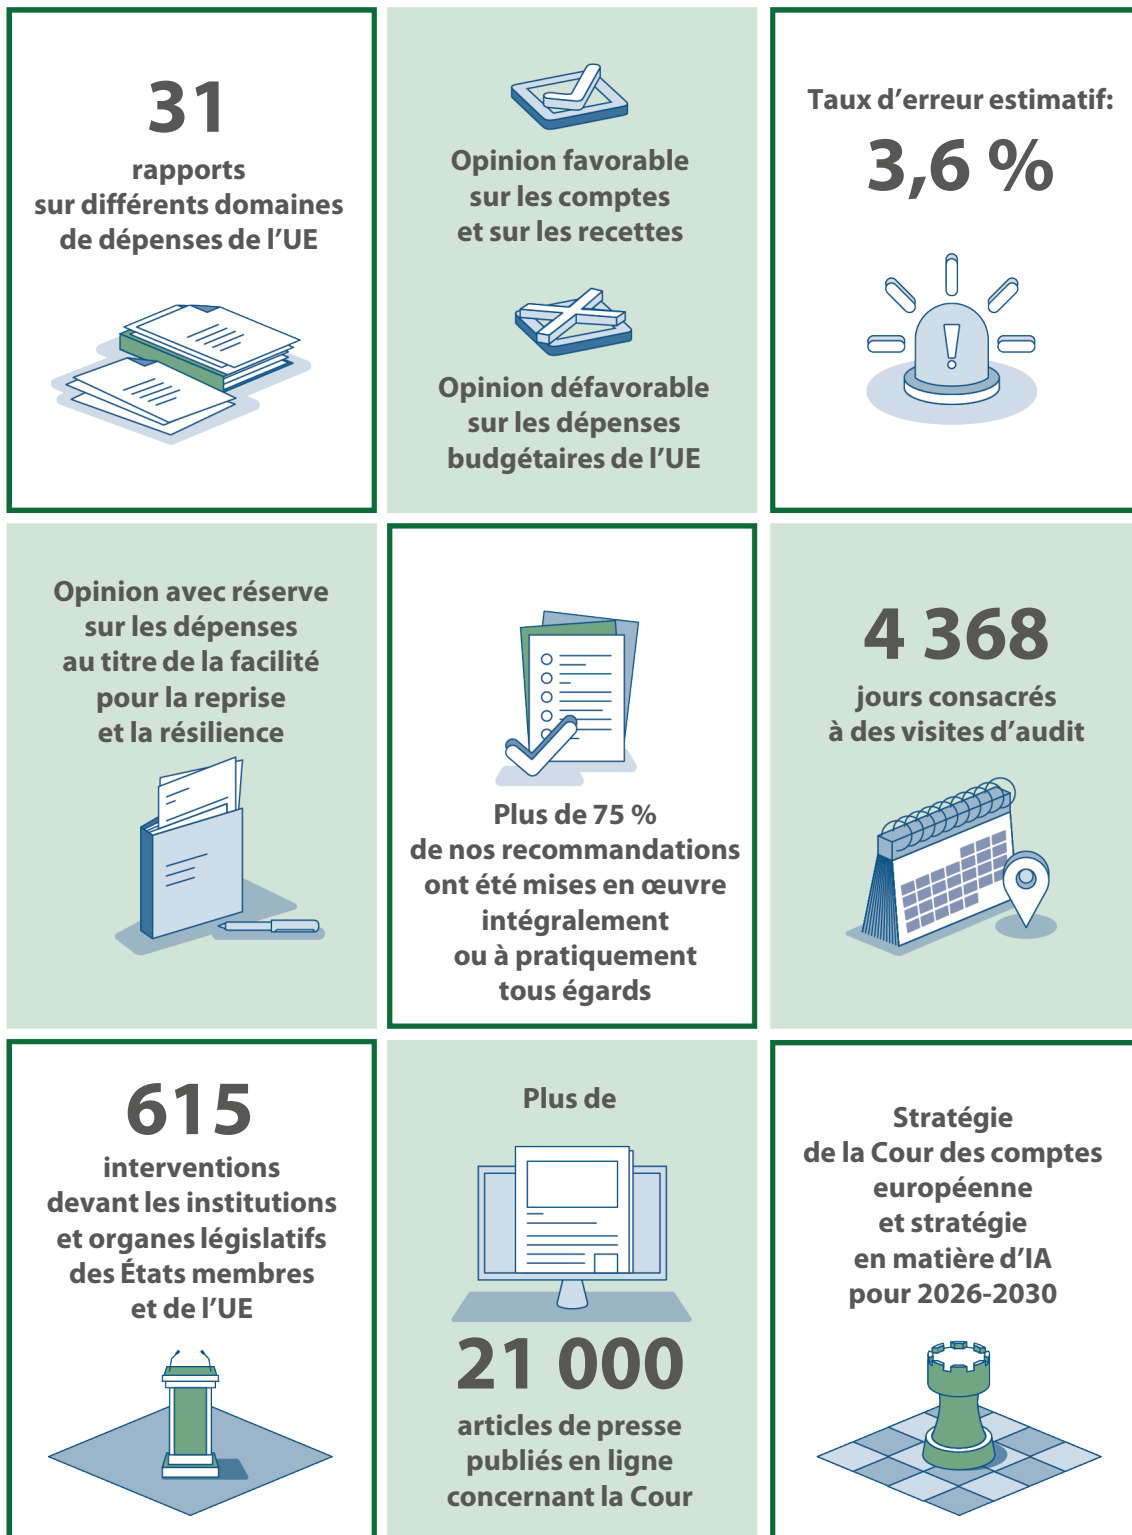 31
rapports
sur différents domaines
de dépenses de l’UE
Opinion favorable
sur les comptes
et sur les recettes
Opinion défavorable
sur les dépenses
budgétaires de l’UE
Taux d’erreur estimatif:
3,6 %
Opinion avec réserve
sur les dépenses
au titre de la facilité
pour la reprise
et la résilience
Plus de 75 %
de nos recommandations
ont été mises en œuvre
intégralement
ou à pratiquement
tous égards
4 368
jours consacrés
à des visites d’audit
615
interventions
devant les institutions
et organes législatifs
des États membres
et de l’UE
Plus de
21 000
articles de presse
publiés en ligne
concernant la Cour
Stratégie
de la Cour des comptes
européenne
et stratégie
en matière d’IA
pour 2026-2030